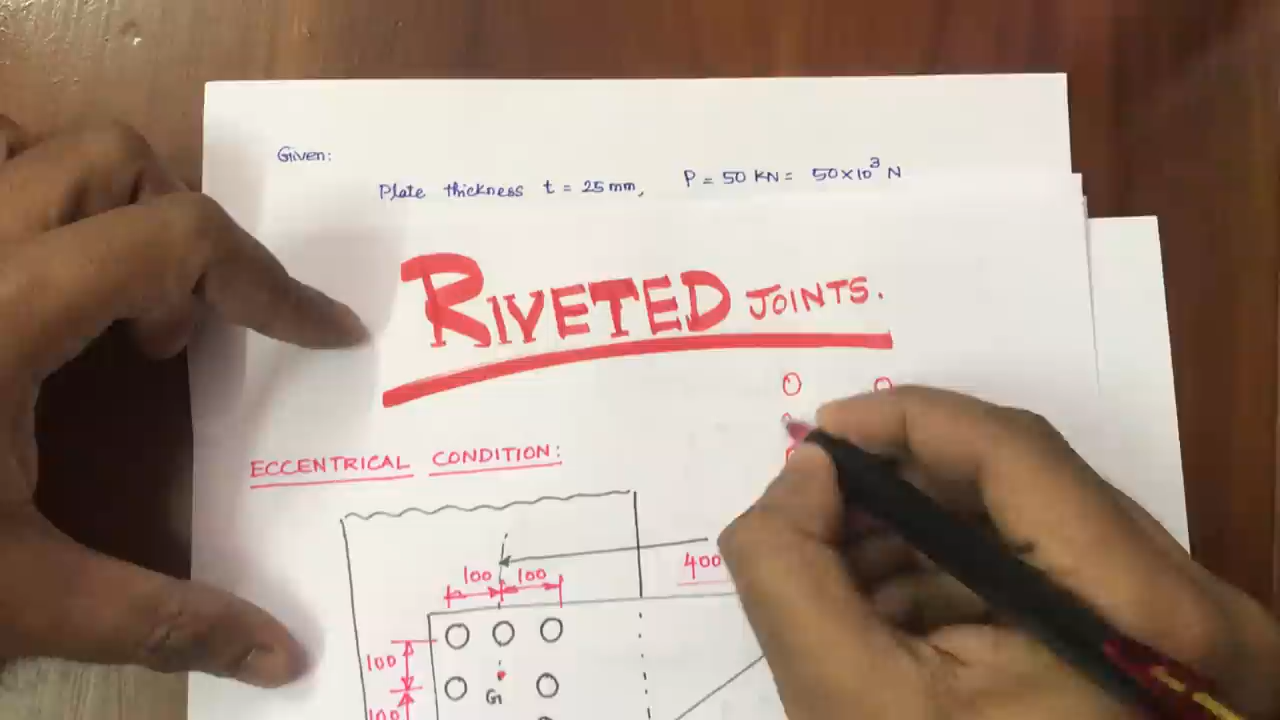 Given:
Plate thickness t = 25 mm, P = 50 KN = 50×10³ N
RIVETED JOINTS.
ECCENTRICAL CONDITION:
400
100 100
100
G
100